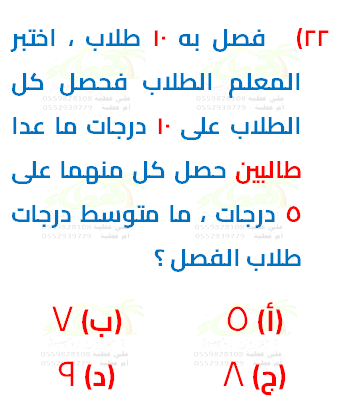 ٢٢) فصل به ١٠ طلاب ، اختبر
المعلم الطلاب فحصل كل
الطلاب على ١٠ درجات ما عدا
طالبين حصل كل منهما على
٥ درجات ، ما متوسط درجات
طلاب الفصل ؟
(أ) ٥ (ب) ٧
(ج) ٨ (د) ٩